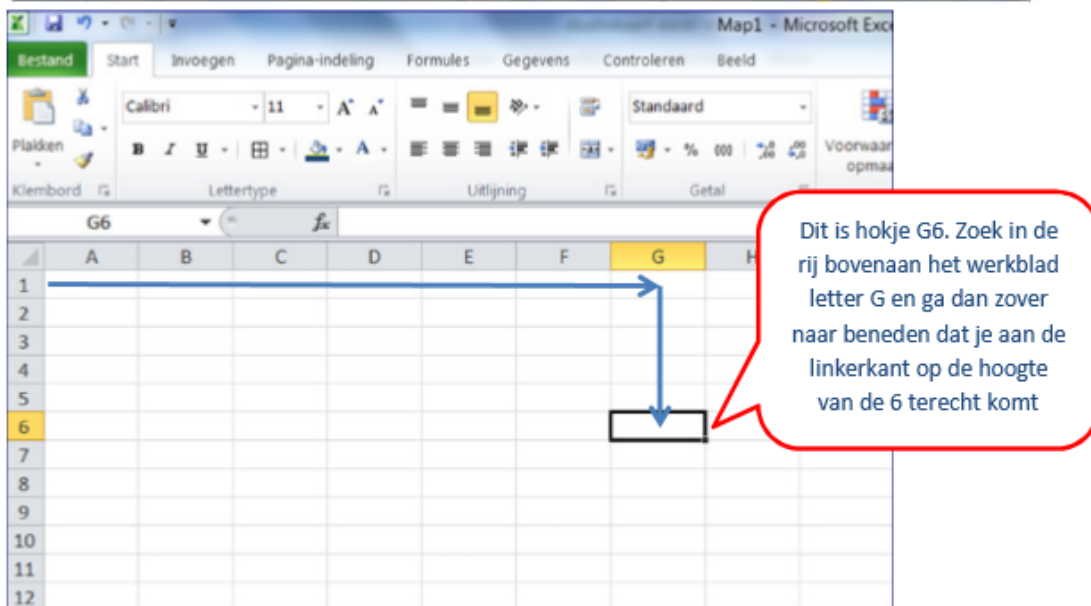 Map1 - Microsoft Exce
Bestand Start Invoegen Pagina-indeling Formules Gegevens Controleren Beeld
Calibri 11 A A Standaard
Plakken B I U A % 000 Voorwaar
opmaa
Klembord Lettertype Uitlijning Getal
G6 fx
A B C D E F G H
1
2
3
4
5
6
7
8
9
10
11
12
Dit is hokje G6. Zoek in de
rij bovenaan het werkblad
letter G en ga dan zover
naar beneden dat je aan de
linkerkant op de hoogte
van de 6 terecht komt